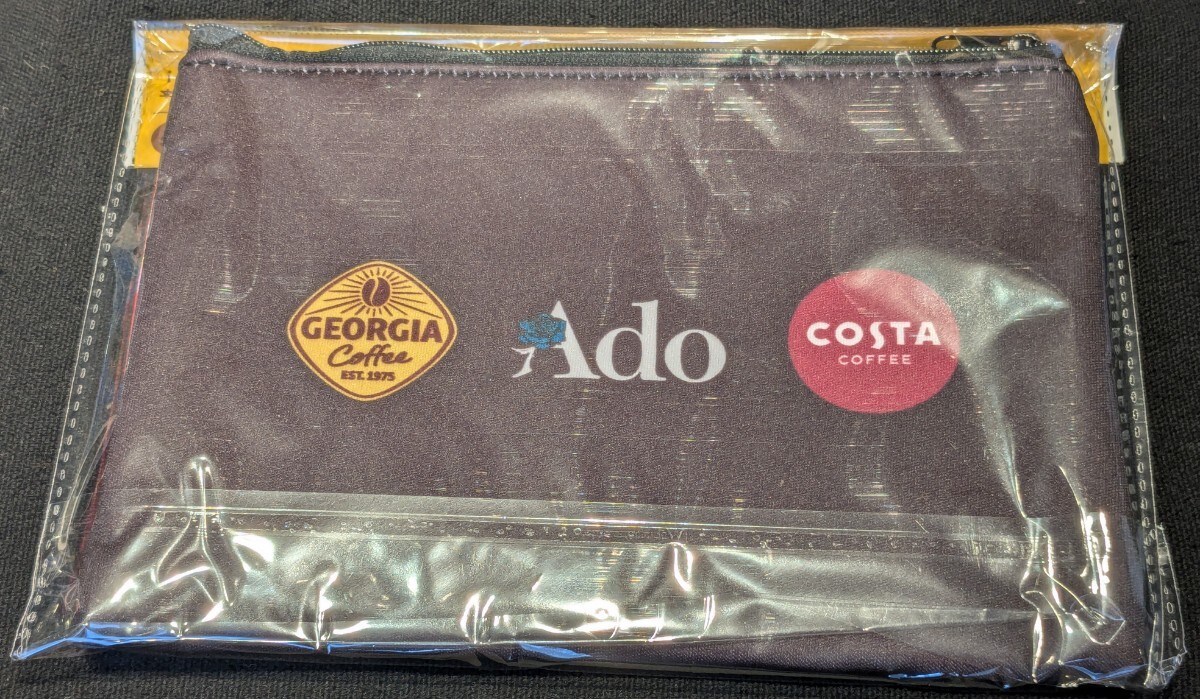 GEORGIA
Coffee
EST. 1975
Ado
COSTA
COFFEE